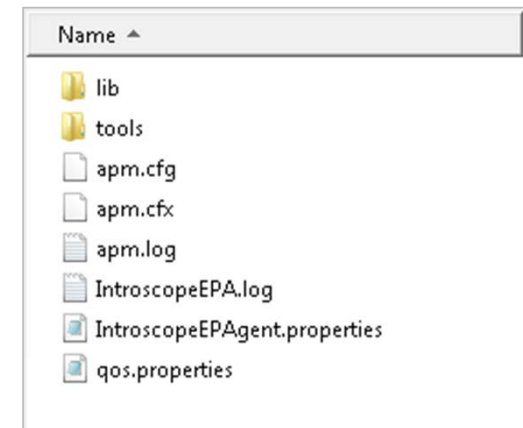 Name
lib
tools
apm.cfg
apm.cfx
apm.log
IntroscopeEPA.log
IntroscopeEPAgent.properties
qos.properties